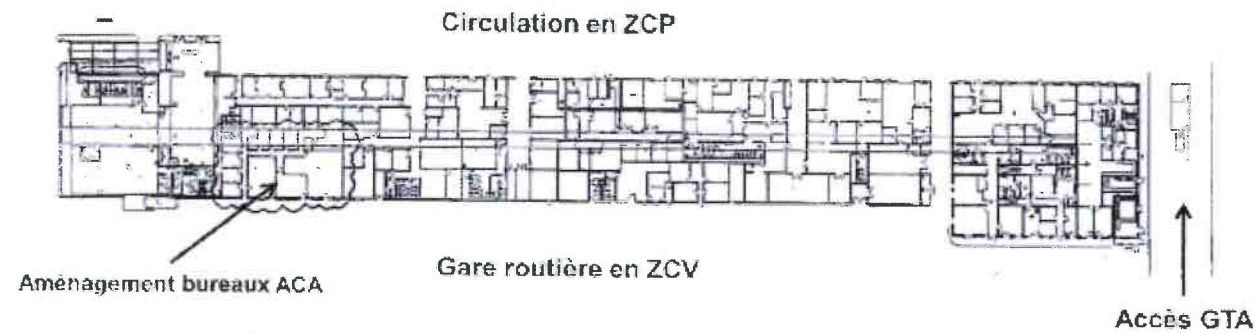 Circulation en ZCP
Aménagement bureaux ACA
Gare routière en ZCV
Accès GTA